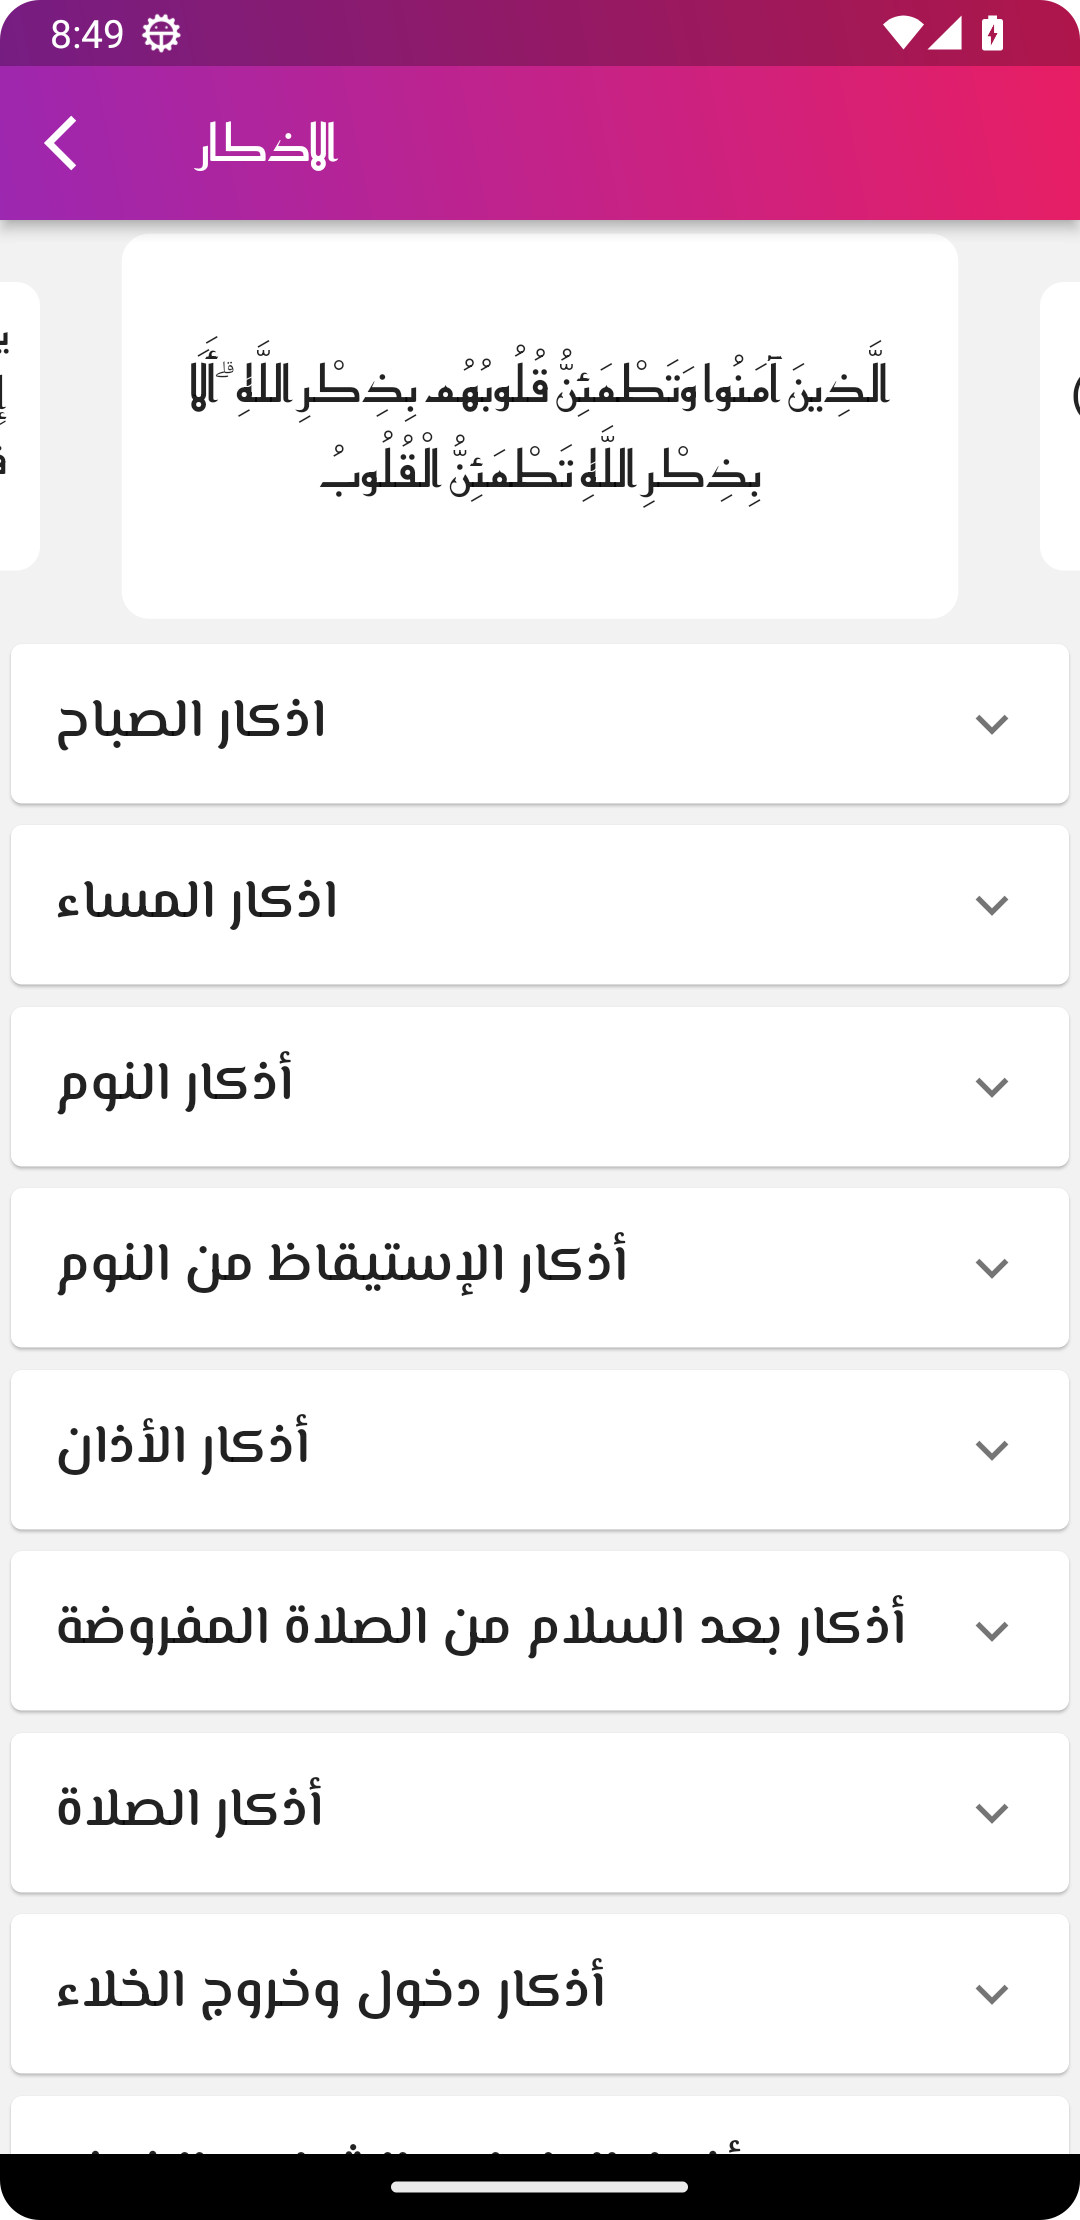 8:49
الاذكار
الَّذِينَ آمَنُوا وَتَطْمَئِنُّ قُلُوبُهُم بِذِكْرِ اللَّهِ ۗ أَلَا
بِذِكْرِ اللَّهِ تَطْمَئِنُّ الْقُلُوبُ
اذكار الصباح
اذكار المساء
أذكار النوم
أذكار الإستيقاظ من النوم
أذكار الأذان
أذكار بعد السلام من الصلاة المفروضة
أذكار الصلاة
أذكار دخول وخروج الخلاء